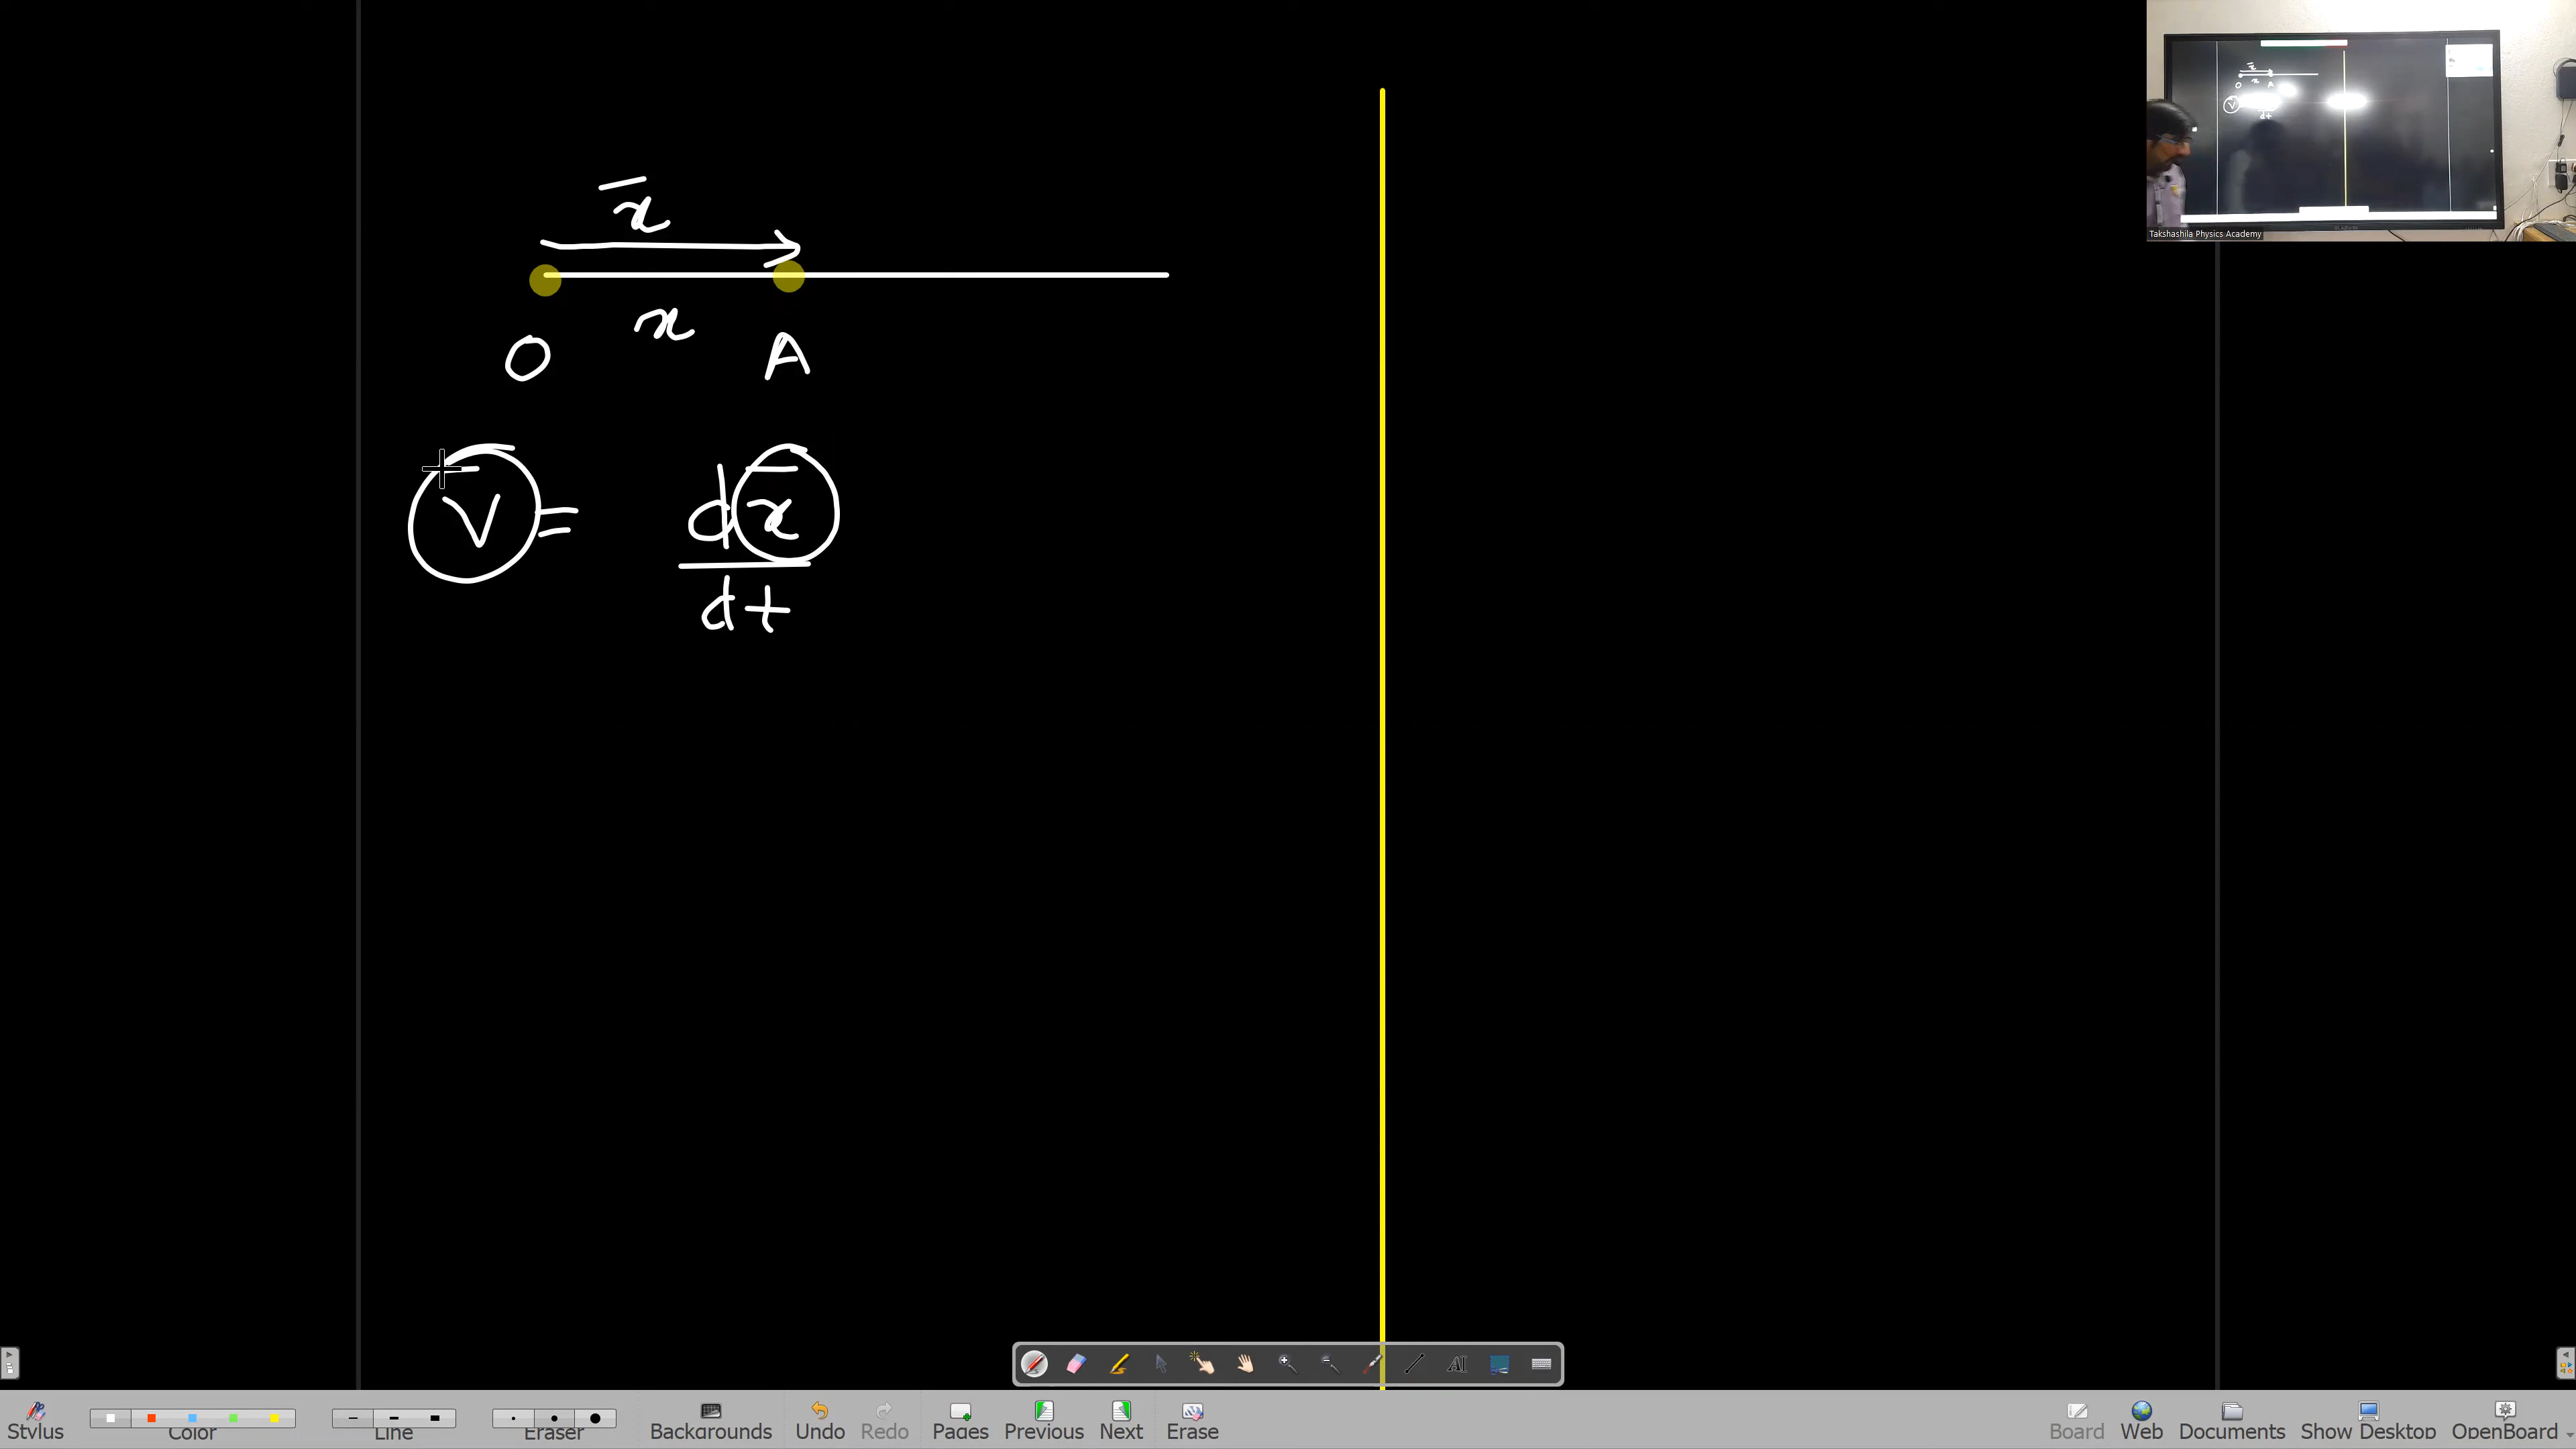 x̅
x
O A
V̅ = dx̅/dt
Takshashila Physics Academy
Stylus Color Line Eraser Backgrounds Undo Redo Pages Previous Next Erase Board Web Documents Show Desktop OpenBoard